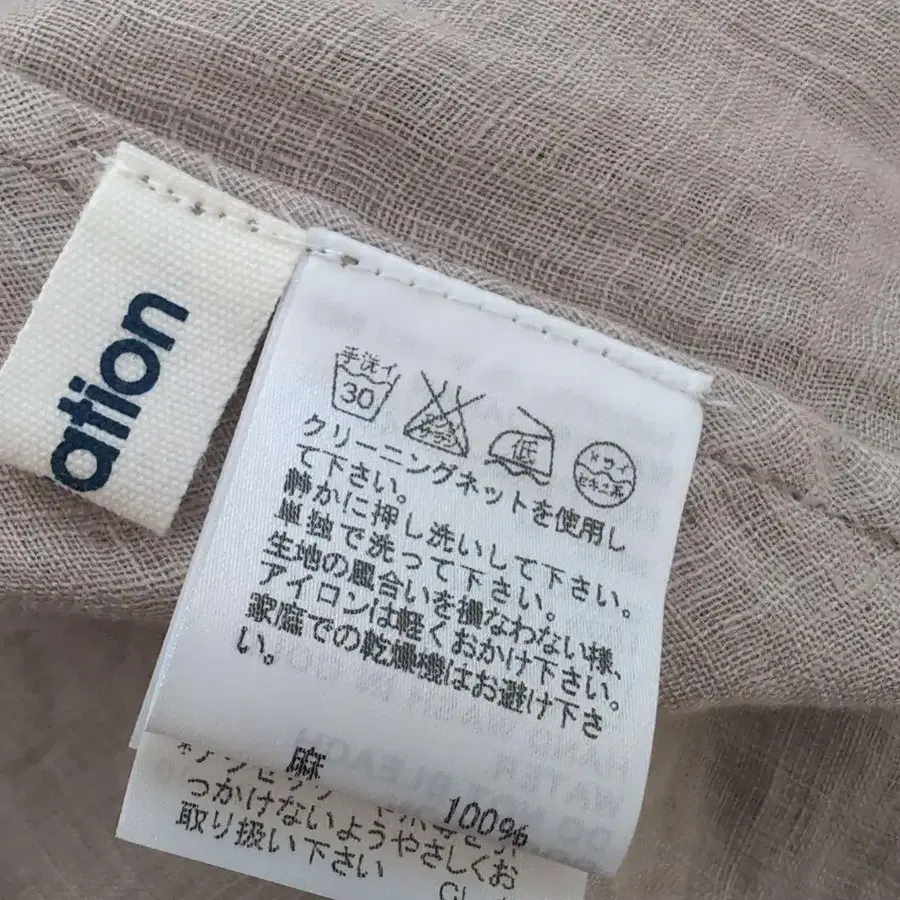 ation
手洗イ
30
低
ドライ
セキユ系
クリーニングネットを使用し
て下さい。
静かに押し洗いして下さい。
単独で洗って下さい。
生地の風合いを損なわない様、
アイロンは軽くおかけ下さい。
家庭での乾燥機はお避け下さ
い。
麻 100%
っかけないようやさしくお
取り扱い下さい